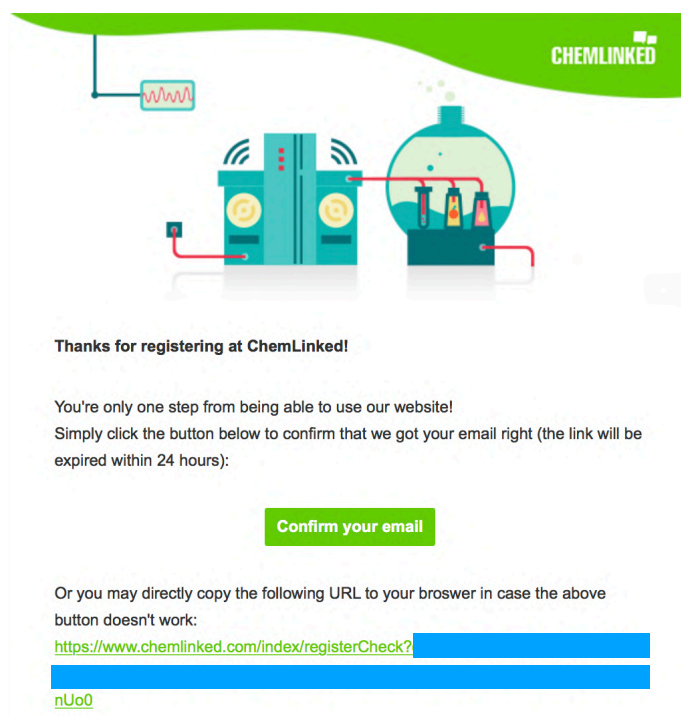 CHEMLINKED
Thanks for registering at ChemLinked!
You're only one step from being able to use our website!
Simply click the button below to confirm that we got your email right (the link will be
expired within 24 hours):
Confirm your email
Or you may directly copy the following URL to your broswer in case the above
button doesn't work:
https://www.chemlinked.com/index/registerCheck?
nUo0